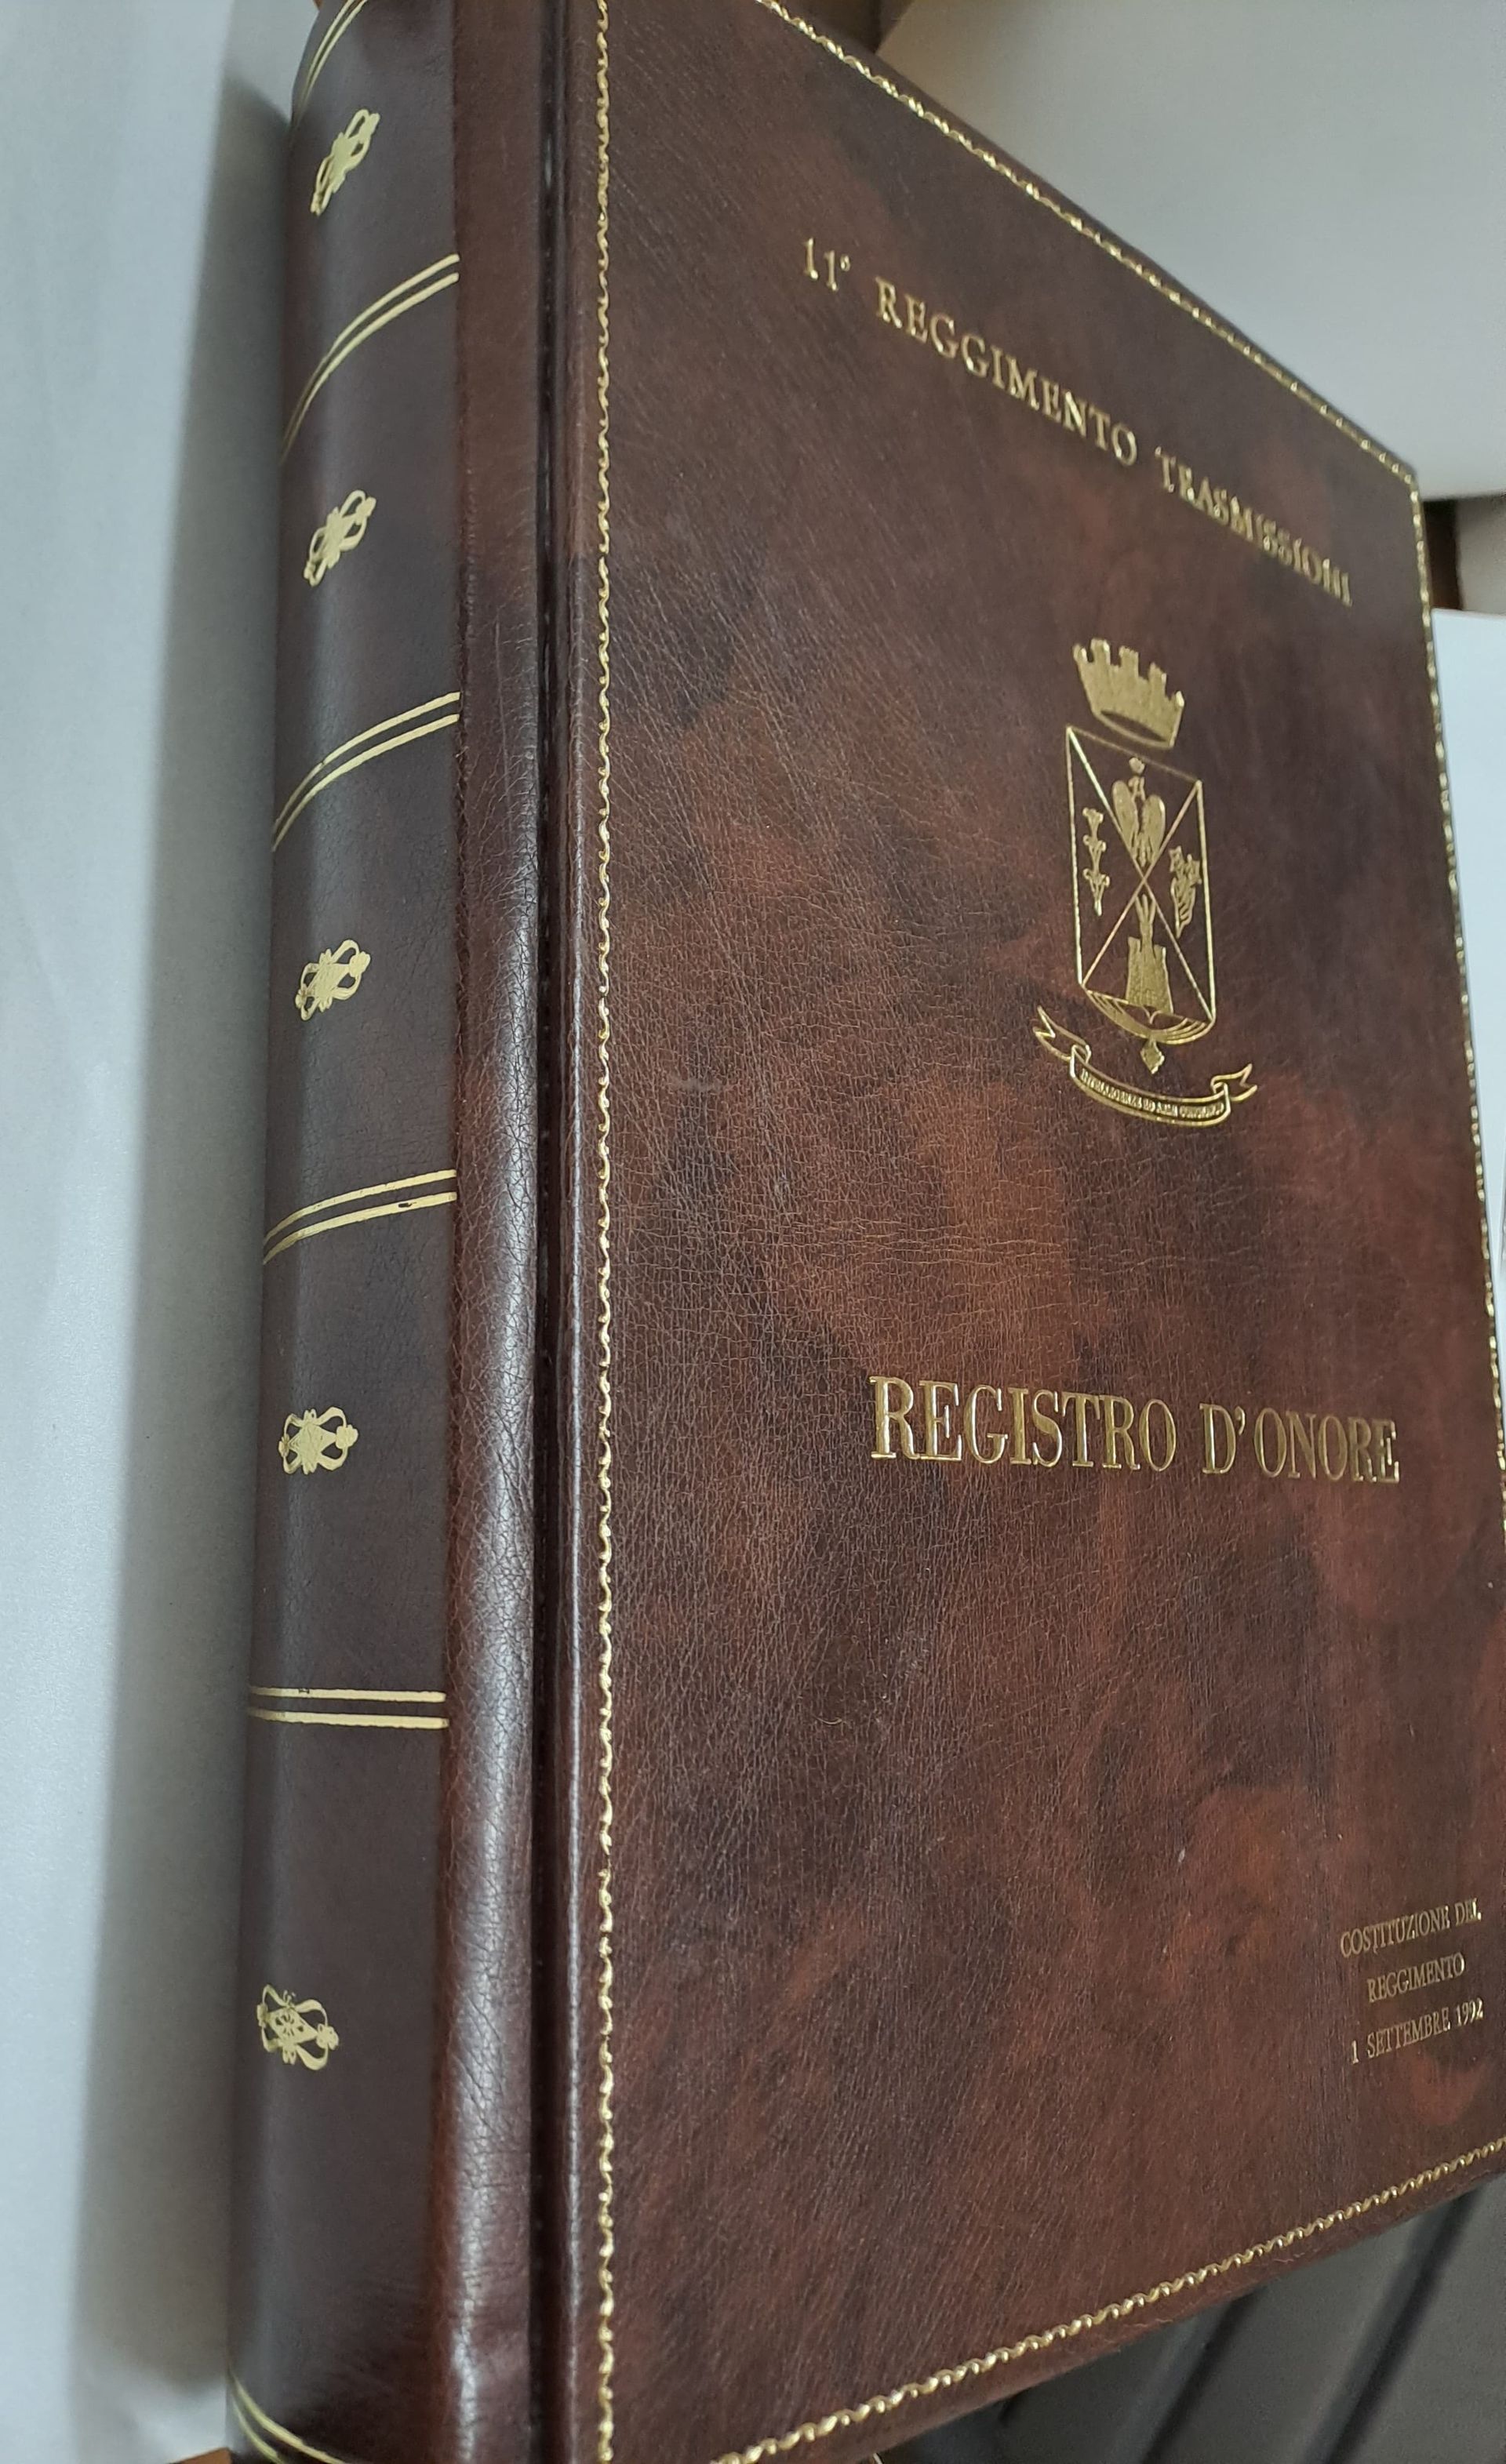 11° REGGIMENTO TRASMISSIONI
REGISTRO D'ONORE
COSTITUZIONE DEL
REGGIMENTO
1 SETTEMBRE 1992